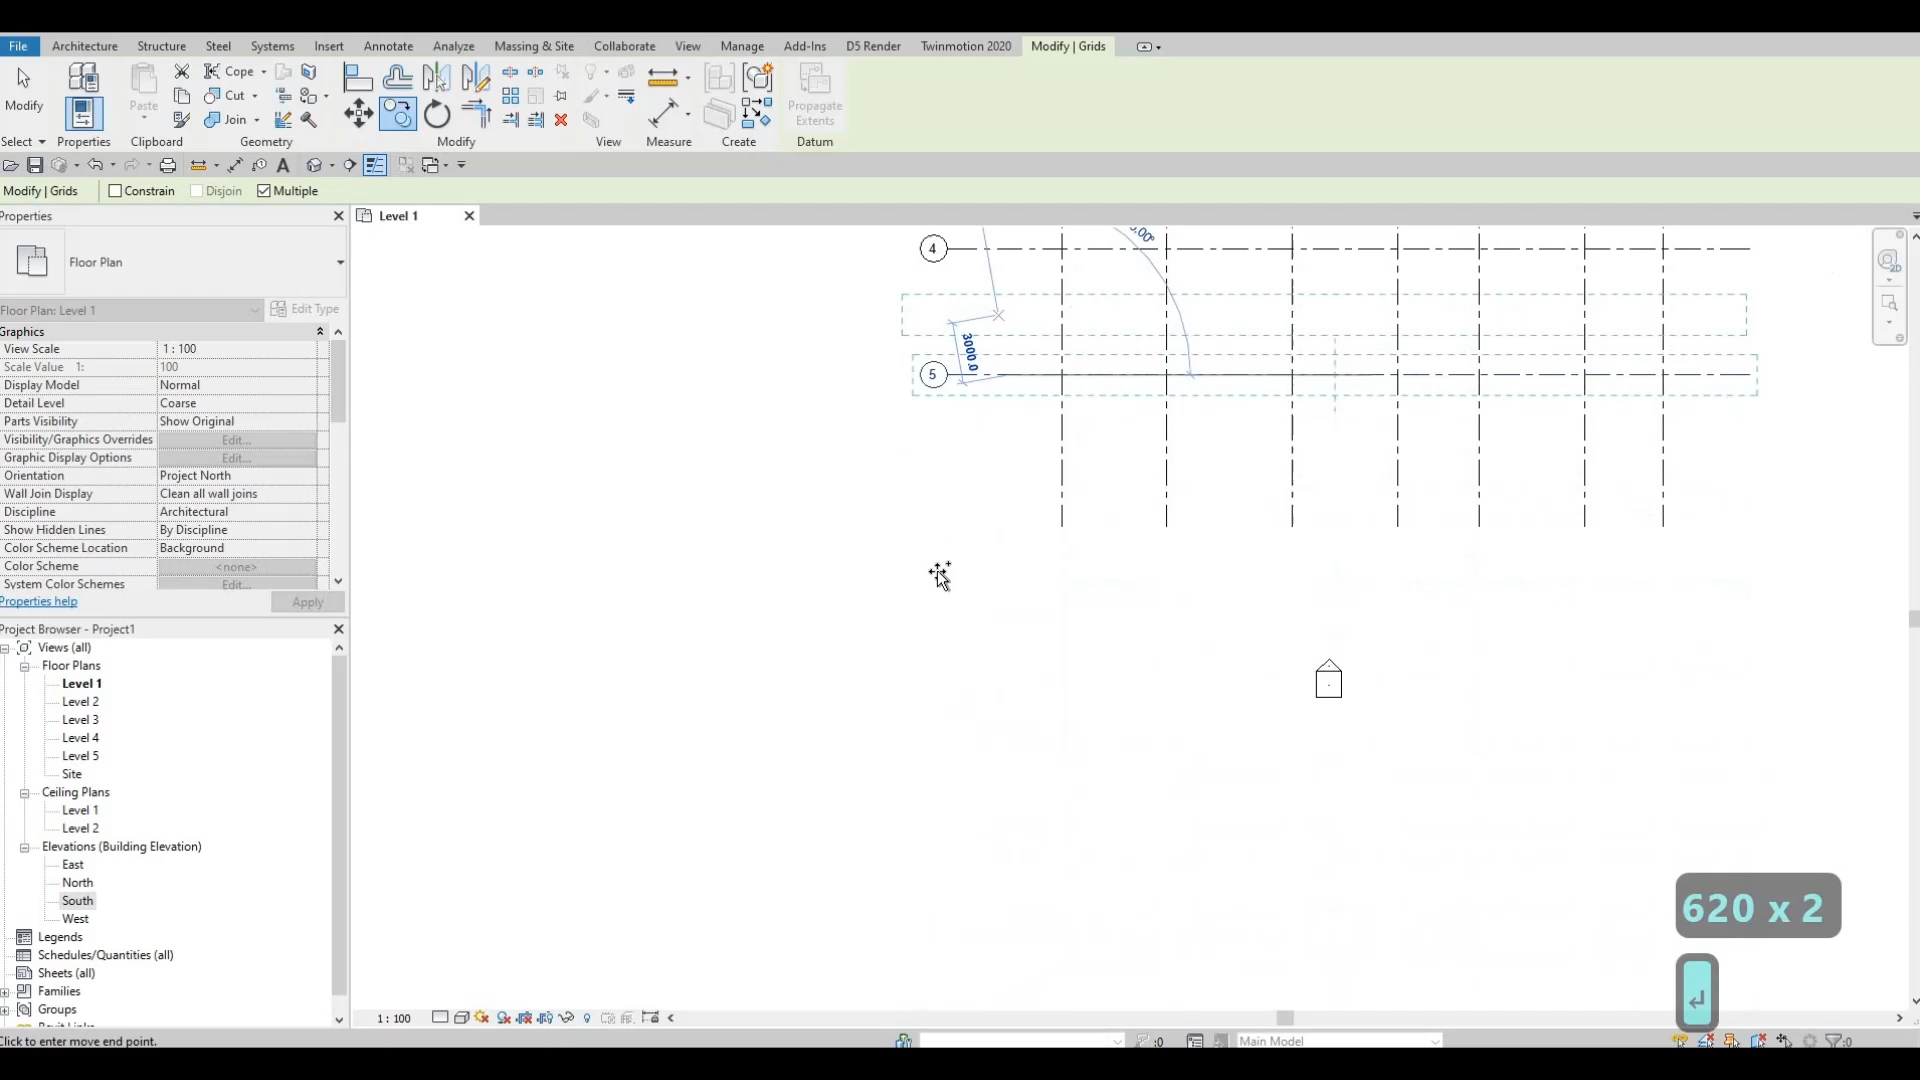 File Architecture Structure Steel Systems Insert Annotate Analyze Massing & Site Collaborate View Manage Add-Ins D5 Render Twinmotion 2020 Modify | Grids
Cope
Modify Paste Cut Propagate
Join Extents
Select Properties Clipboard Geometry Modify View Measure Create Datum
Modify | Grids Constrain Disjoin Multiple
Properties
Level 1
Floor Plan
Floor Plan: Level 1 Edit Type
Graphics
View Scale 1 : 100
Scale Value 1: 100
Display Model Normal
Detail Level Coarse
Parts Visibility Show Original
Visibility/Graphics Overrides Edit...
Graphic Display Options Edit...
Orientation Project North
Wall Join Display Clean all wall joins
Discipline Architectural
Show Hidden Lines By Discipline
Color Scheme Location Background
Color Scheme <none>
System Color Schemes Edit...
Properties help Apply
Project Browser - Project1
Views (all)
Floor Plans
Level 1
Level 2
Level 3
Level 4
Level 5
Site
Ceiling Plans
Level 1
Level 2
Elevations (Building Elevation)
East
North
South
West
Legends
Schedules/Quantities (all)
Sheets (all)
Families
Groups
4
3000.0
5
2D
620 x 2
1 : 100
Click to enter move end point.
:0
Main Model
:0